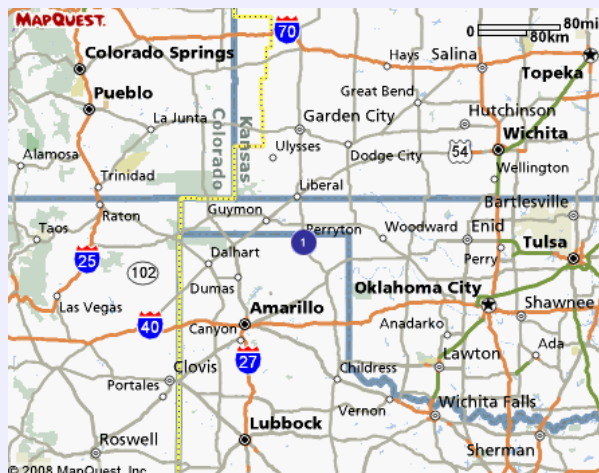 MAPQUEST.
70
0
80mi
80km
Colorado Springs
Hays
Salina
Topeka
Pueblo
Great Bend
La Junta
Colorado
Kansas
Garden City
Hutchinson
Ulysses
Dodge City
54
Wichita
Alamosa
Trinidad
Liberal
Wellington
Raton
Guymon
Bartlesville
Taos
Perryton
Woodward
Enid
1
Tulsa
25
102
Dalhart
Perry
Dumas
Oklahoma City
Las Vegas
40
Amarillo
Shawnee
Canyon
Anadarko
27
Ada
Clovis
Childress
Lawton
Portales
Vernon
Wichita Falls
Roswell
Lubbock
Sherman
© 2008 MapQuest, Inc